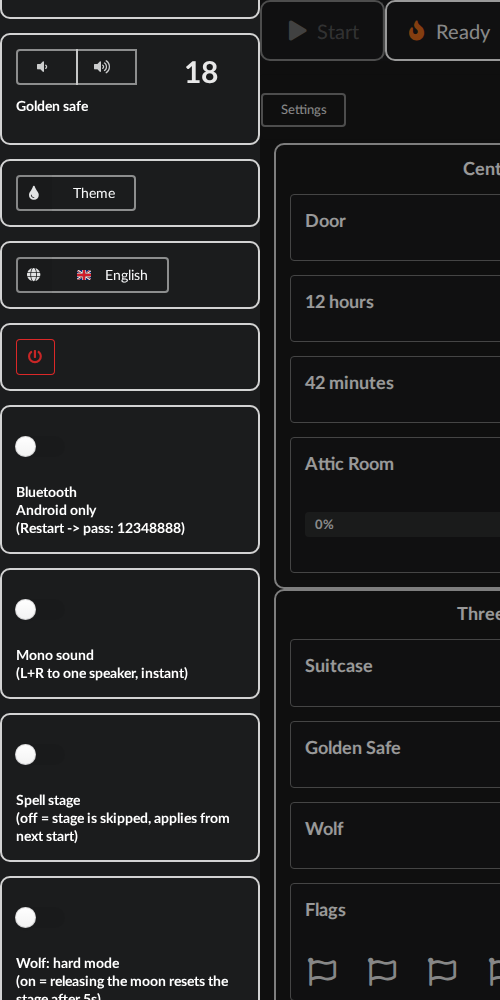 18
Golden safe
Theme
English
Bluetooth
Android only
(Restart -> pass: 12348888)
Mono sound
(L+R to one speaker, instant)
Spell stage
(off = stage is skipped, applies from
next start)
Wolf: hard mode
(on = releasing the moon resets the
stage after 5s)
Start
Ready
Settings
Cent
Door
12 hours
42 minutes
Attic Room
0%
Three
Suitcase
Golden Safe
Wolf
Flags